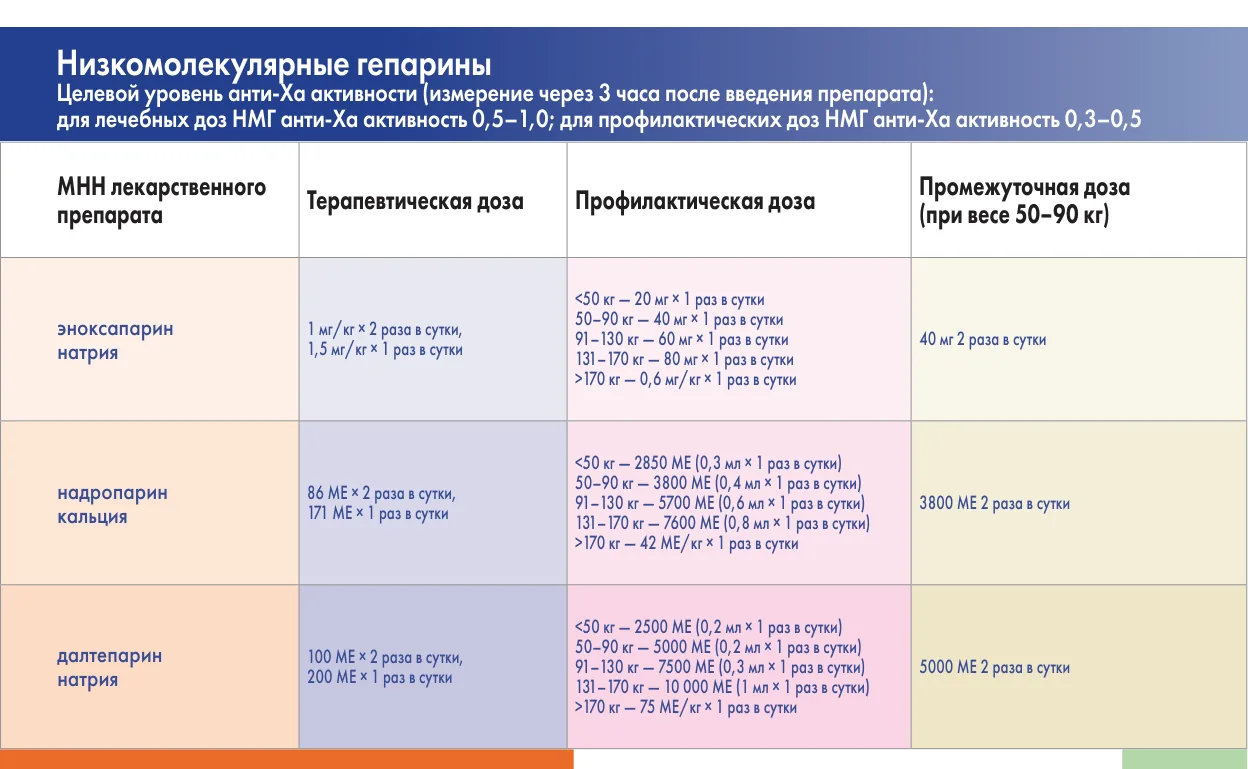 Низкомолекулярные гепарины
Целевой уровень анти-Ха активности (измерение через 3 часа после введения препарата):
для лечебных доз НМГ анти-Ха активность 0,5–1,0; для профилактических доз НМГ анти-Ха активность 0,3–0,5
МНН лекарственного
препарата
Терапевтическая доза
Профилактическая доза
Промежуточная доза
(при весе 50–90 кг)
эноксапарин
натрия
1 мг/кг × 2 раза в сутки,
1,5 мг/кг × 1 раз в сутки
<50 кг — 20 мг × 1 раз в сутки
50–90 кг — 40 мг × 1 раз в сутки
91–130 кг — 60 мг × 1 раз в сутки
131–170 кг — 80 мг × 1 раз в сутки
>170 кг — 0,6 мг/кг × 1 раз в сутки
40 мг 2 раза в сутки
надропарин
кальция
86 МЕ × 2 раза в сутки,
171 МЕ × 1 раз в сутки
<50 кг — 2850 МЕ (0,3 мл × 1 раз в сутки)
50–90 кг — 3800 МЕ (0,4 мл × 1 раз в сутки)
91–130 кг — 5700 МЕ (0,6 мл × 1 раз в сутки)
131–170 кг — 7600 МЕ (0,8 мл × 1 раз в сутки)
>170 кг — 42 МЕ/кг × 1 раз в сутки
3800 МЕ 2 раза в сутки
далтепарин
натрия
100 МЕ × 2 раза в сутки,
200 МЕ × 1 раз в сутки
<50 кг — 2500 МЕ (0,2 мл × 1 раз в сутки)
50–90 кг — 5000 МЕ (0,2 мл × 1 раз в сутки)
91–130 кг — 7500 МЕ (0,3 мл × 1 раз в сутки)
131–170 кг — 10 000 МЕ (1 мл × 1 раз в сутки)
>170 кг — 75 МЕ/кг × 1 раз в сутки
5000 МЕ 2 раза в сутки